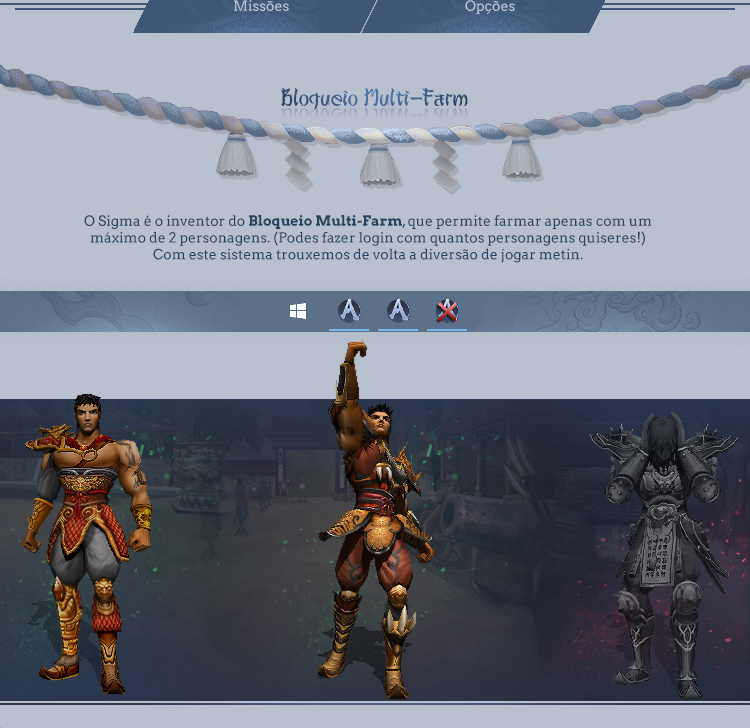 Missões
Opções
Bloqueio Multi-Farm
O Sigma é o inventor do Bloqueio Multi-Farm, que permite farmar apenas com um
máximo de 2 personagens. (Podes fazer login com quantos personagens quiseres!)
Com este sistema trouxemos de volta a diversão de jogar metin.